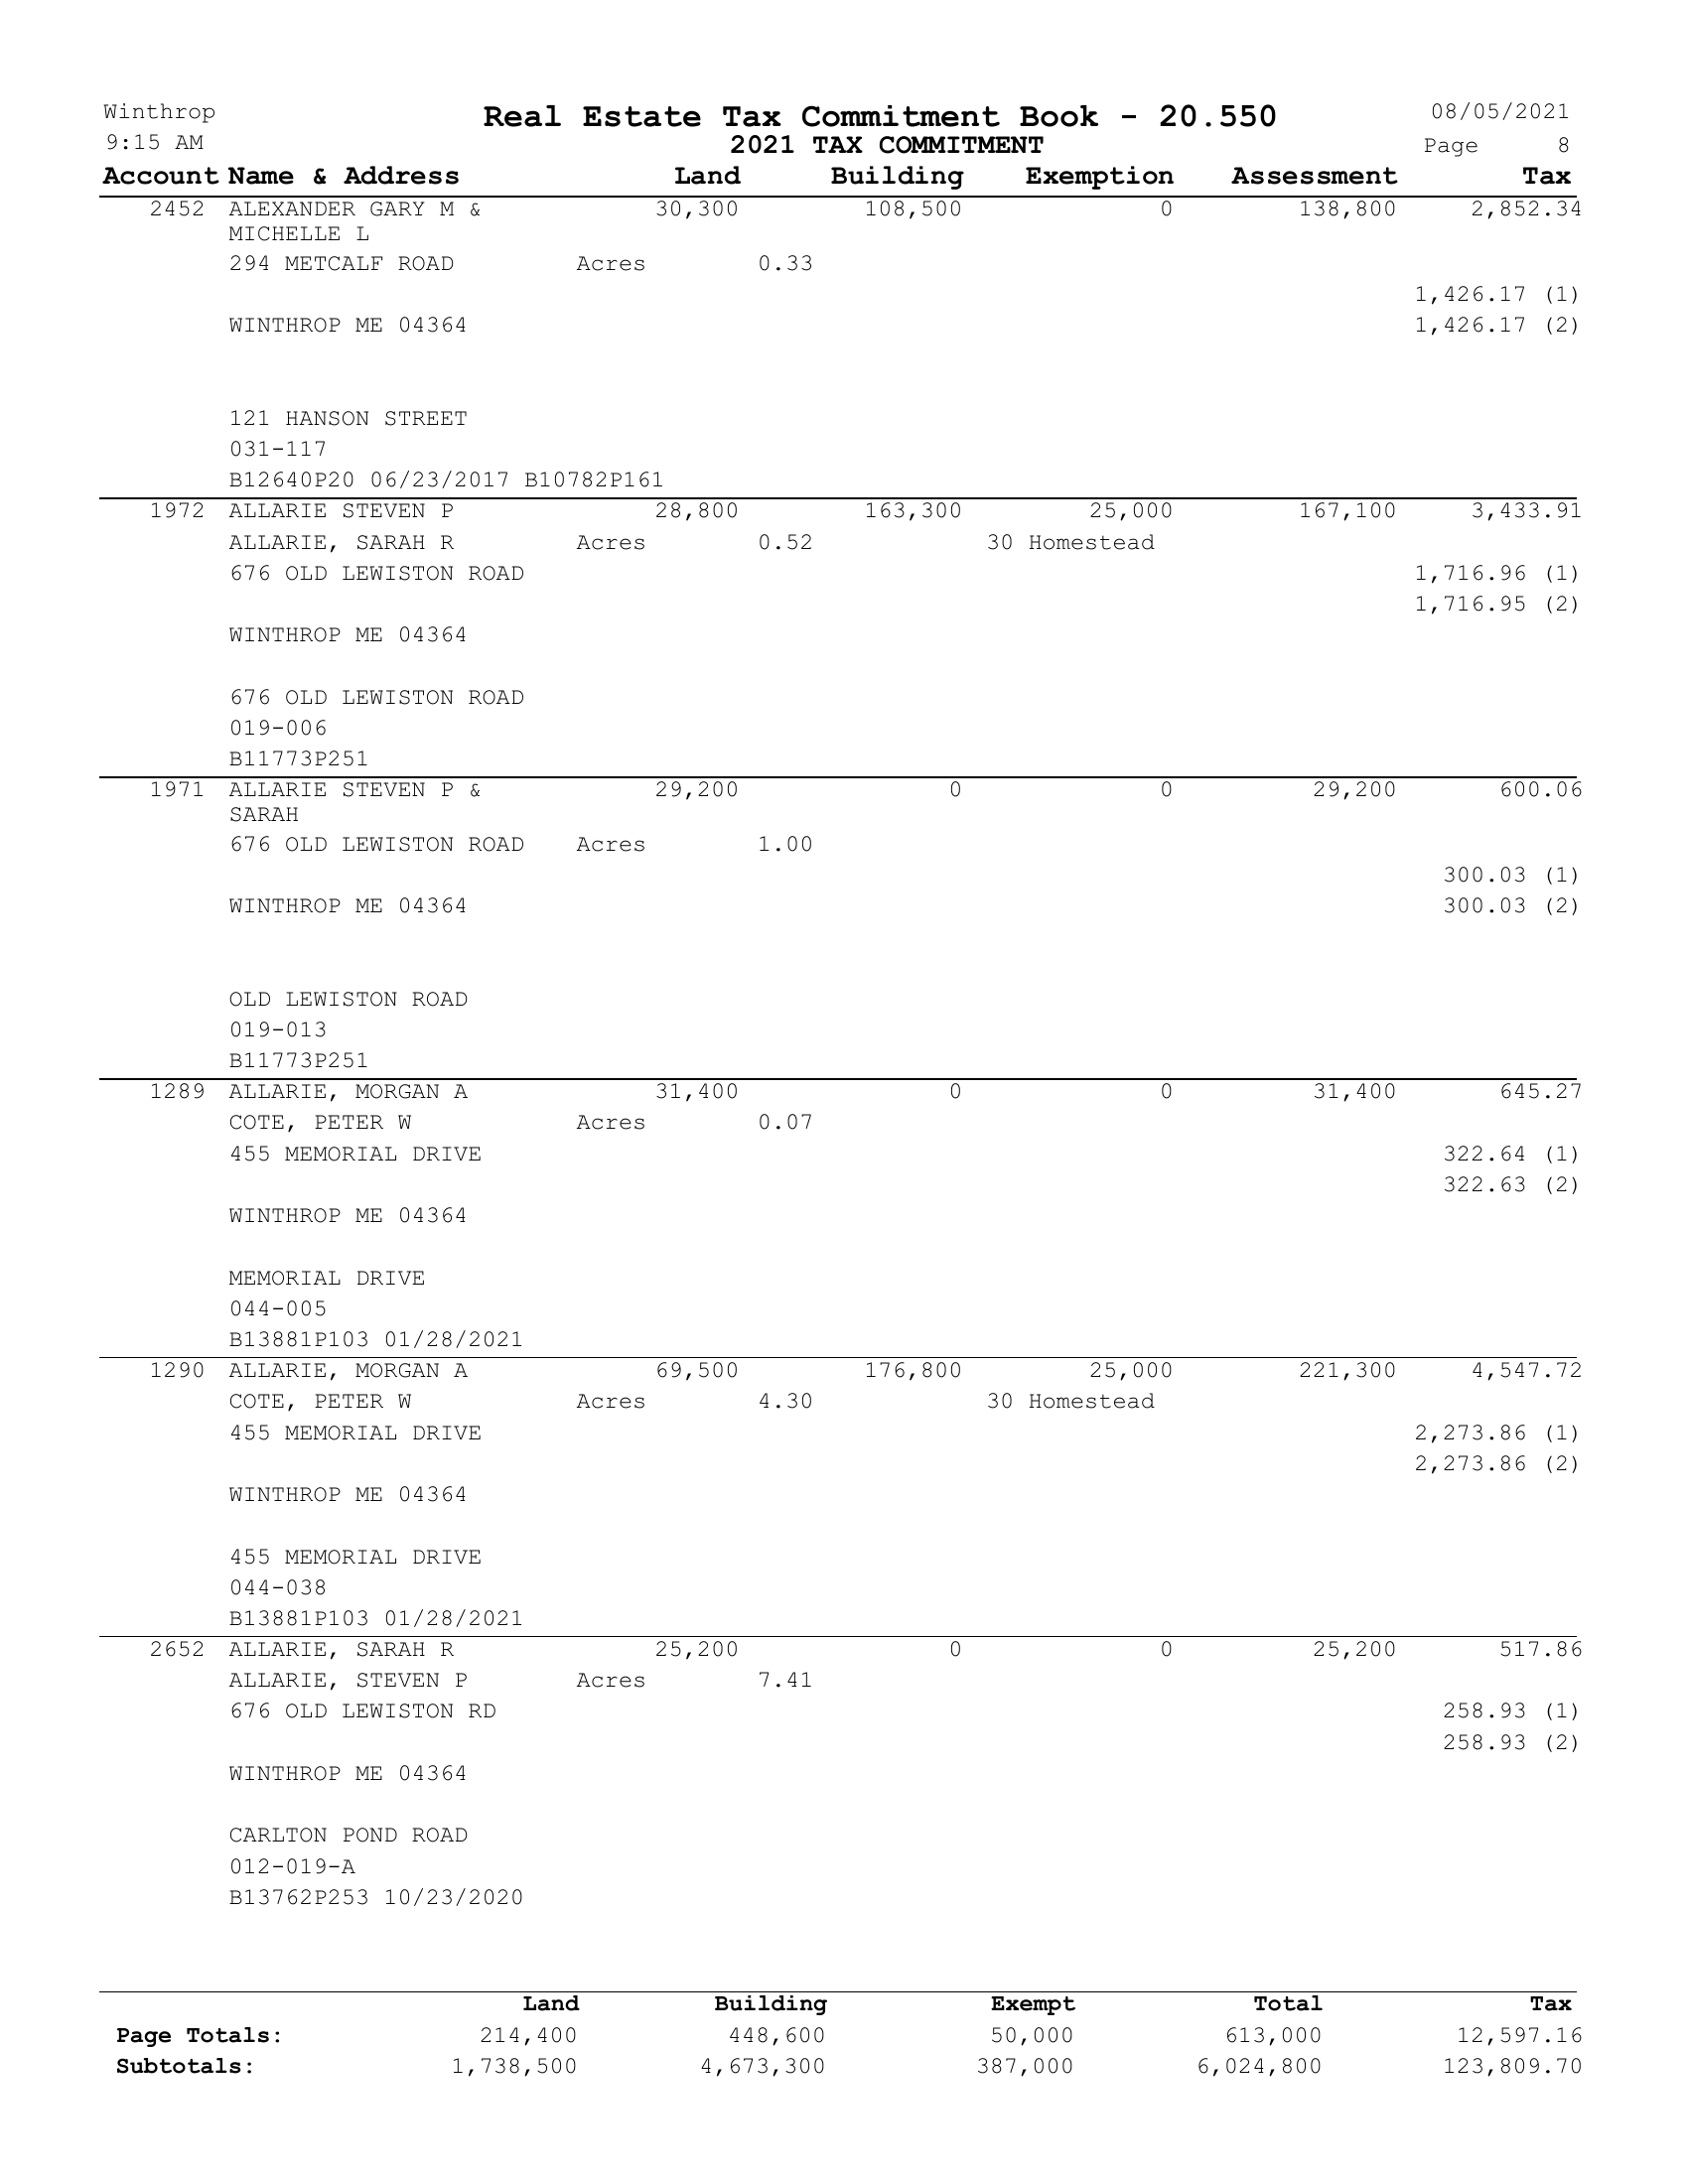 Winthrop Real Estate Tax Commitment Book - 20.550 08/05/2021
9:15 AM 2021 TAX COMMITMENT Page 8
Account Name & Address Land Building Exemption Assessment Tax
2452 ALEXANDER GARY M & 30,300 108,500 0 138,800 2,852.34
MICHELLE L
294 METCALF ROAD Acres 0.33
1,426.17 (1)
WINTHROP ME 04364 1,426.17 (2)
121 HANSON STREET
031-117
B12640P20 06/23/2017 B10782P161
1972 ALLARIE STEVEN P 28,800 163,300 25,000 167,100 3,433.91
ALLARIE, SARAH R Acres 0.52 30 Homestead
676 OLD LEWISTON ROAD 1,716.96 (1)
1,716.95 (2)
WINTHROP ME 04364
676 OLD LEWISTON ROAD
019-006
B11773P251
1971 ALLARIE STEVEN P & 29,200 0 0 29,200 600.06
SARAH
676 OLD LEWISTON ROAD Acres 1.00
300.03 (1)
WINTHROP ME 04364 300.03 (2)
OLD LEWISTON ROAD
019-013
B11773P251
1289 ALLARIE, MORGAN A 31,400 0 0 31,400 645.27
COTE, PETER W Acres 0.07
455 MEMORIAL DRIVE 322.64 (1)
322.63 (2)
WINTHROP ME 04364
MEMORIAL DRIVE
044-005
B13881P103 01/28/2021
1290 ALLARIE, MORGAN A 69,500 176,800 25,000 221,300 4,547.72
COTE, PETER W Acres 4.30 30 Homestead
455 MEMORIAL DRIVE 2,273.86 (1)
2,273.86 (2)
WINTHROP ME 04364
455 MEMORIAL DRIVE
044-038
B13881P103 01/28/2021
2652 ALLARIE, SARAH R 25,200 0 0 25,200 517.86
ALLARIE, STEVEN P Acres 7.41
676 OLD LEWISTON RD 258.93 (1)
258.93 (2)
WINTHROP ME 04364
CARLTON POND ROAD
012-019-A
B13762P253 10/23/2020
Land Building Exempt Total Tax
Page Totals: 214,400 448,600 50,000 613,000 12,597.16
Subtotals: 1,738,500 4,673,300 387,000 6,024,800 123,809.70